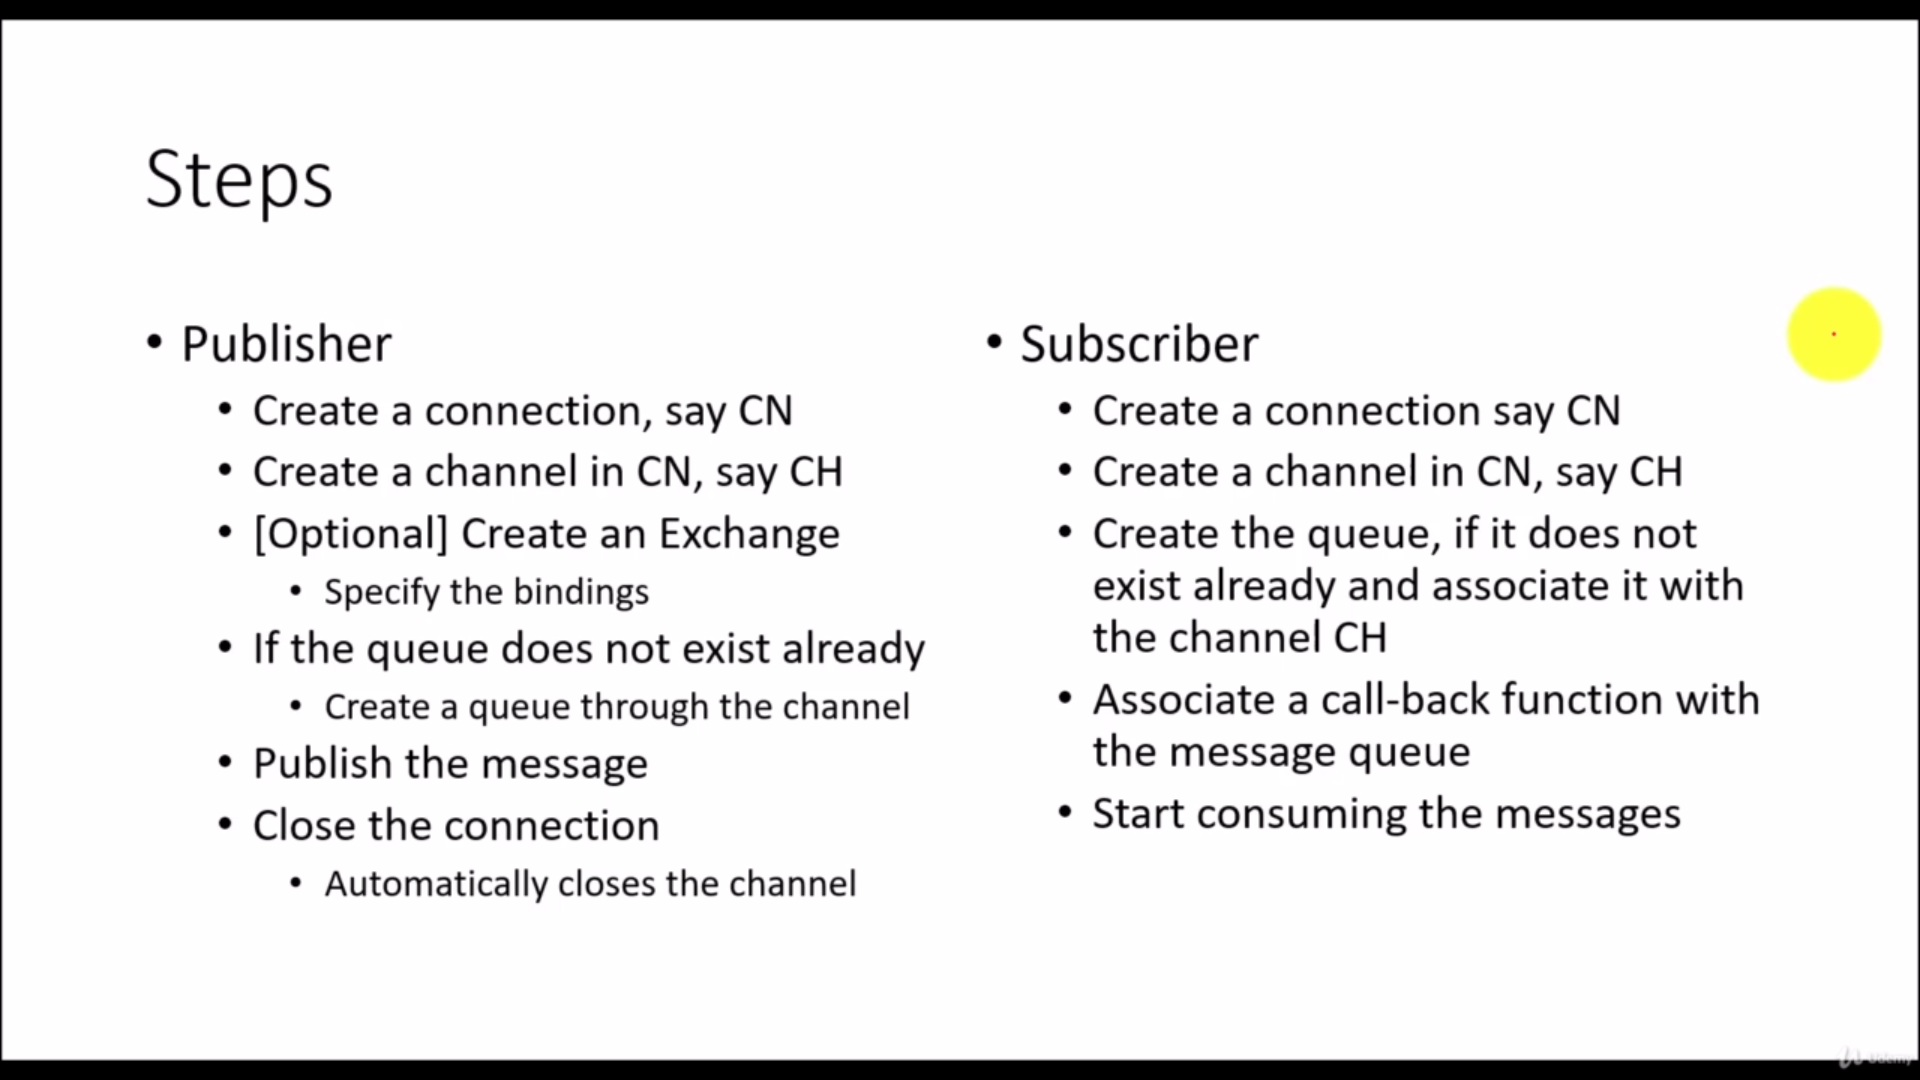 Steps
• Publisher
• Create a connection, say CN
• Create a channel in CN, say CH
• [Optional] Create an Exchange
• Specify the bindings
• If the queue does not exist already
• Create a queue through the channel
• Publish the message
• Close the connection
• Automatically closes the channel
• Subscriber
• Create a connection say CN
• Create a channel in CN, say CH
• Create the queue, if it does not
exist already and associate it with
the channel CH
• Associate a call-back function with
the message queue
• Start consuming the messages
Udemy